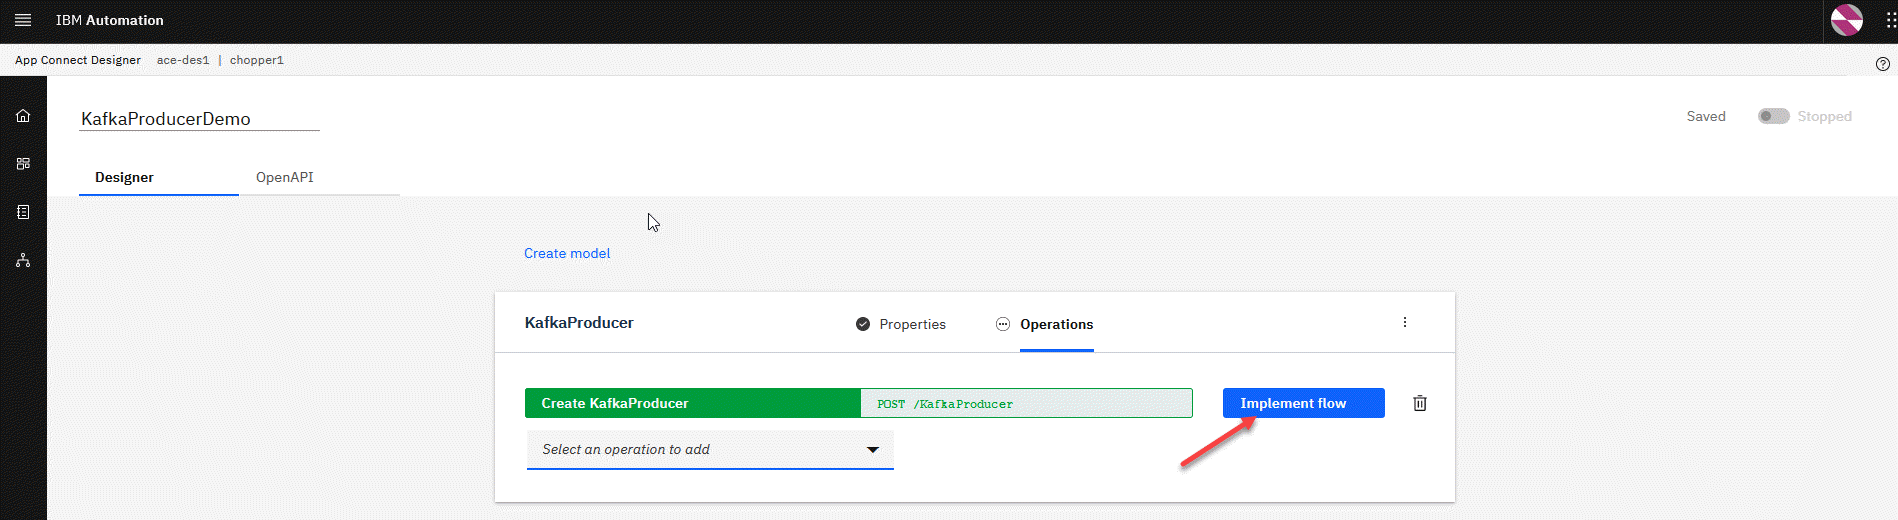 IBM Automation
App Connect Designer ace-des1 | chopper1
KafkaProducerDemo
Saved Stopped
Designer OpenAPI
Create model
KafkaProducer Properties Operations
Create KafkaProducer POST /KafkaProducer Implement flow
Select an operation to add